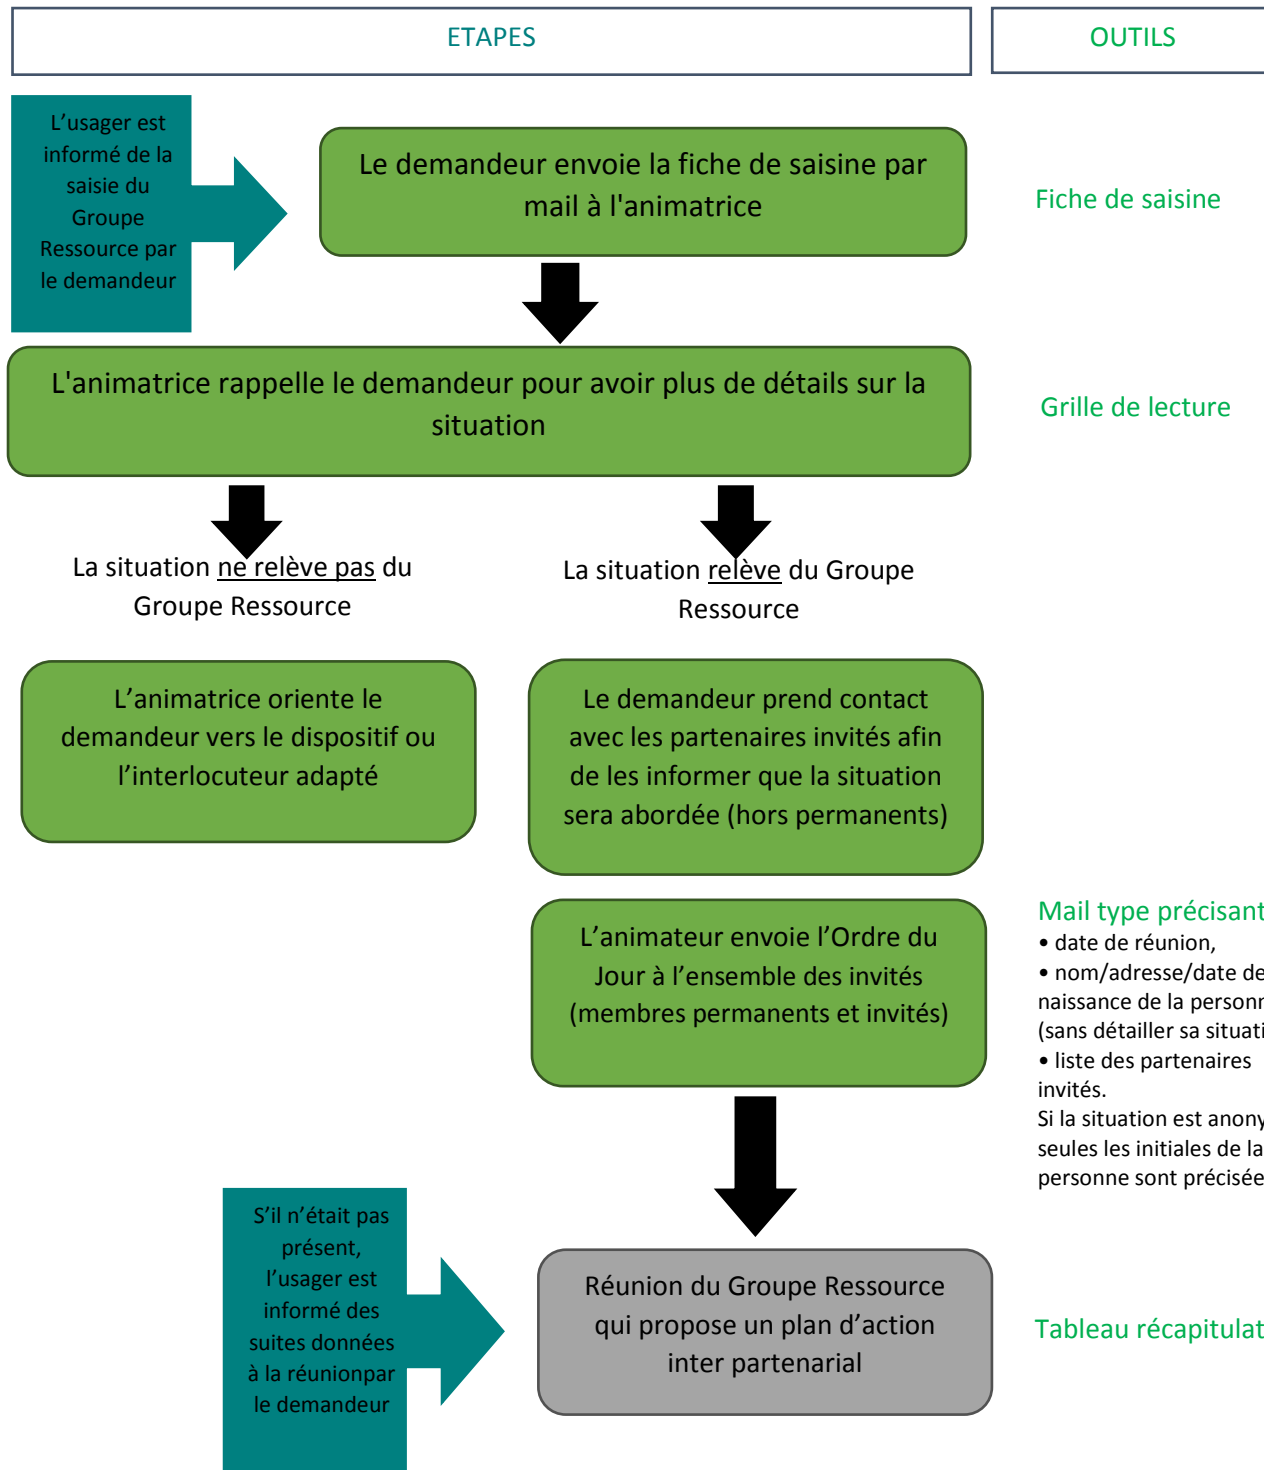 ETAPES
OUTILS
L’usager est
informé de la
saisie du
Groupe
Ressource par
le demandeur
Le demandeur envoie la fiche de saisine par
mail à l'animatrice
Fiche de saisine
L'animatrice rappelle le demandeur pour avoir plus de détails sur la
situation
Grille de lecture
La situation ne relève pas du
Groupe Ressource
La situation relève du Groupe
Ressource
L’animatrice oriente le
demandeur vers le dispositif ou
l’interlocuteur adapté
Le demandeur prend contact
avec les partenaires invités afin
de les informer que la situation
sera abordée (hors permanents)
L’animateur envoie l’Ordre du
Jour à l’ensemble des invités
(membres permanents et invités)
Mail type précisant
• date de réunion,
• nom/adresse/date de
naissance de la person
(sans détailler sa situati
• liste des partenaires
invités.
Si la situation est anony
seules les initiales de la
personne sont précisée
S’il n’était pas
présent,
l’usager est
informé des
suites données
à la réunionpar
le demandeur
Réunion du Groupe Ressource
qui propose un plan d’action
inter partenarial
Tableau récapitulat